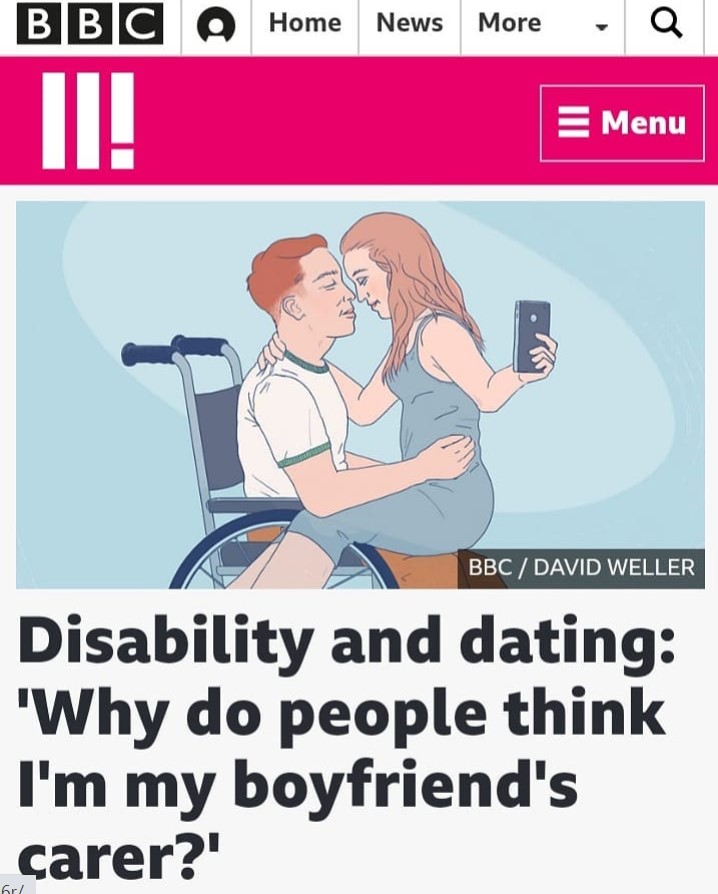 BBC Home News More
Menu
BBC / DAVID WELLER
Disability and dating:
'Why do people think
I'm my boyfriend's
carer?'
6r/